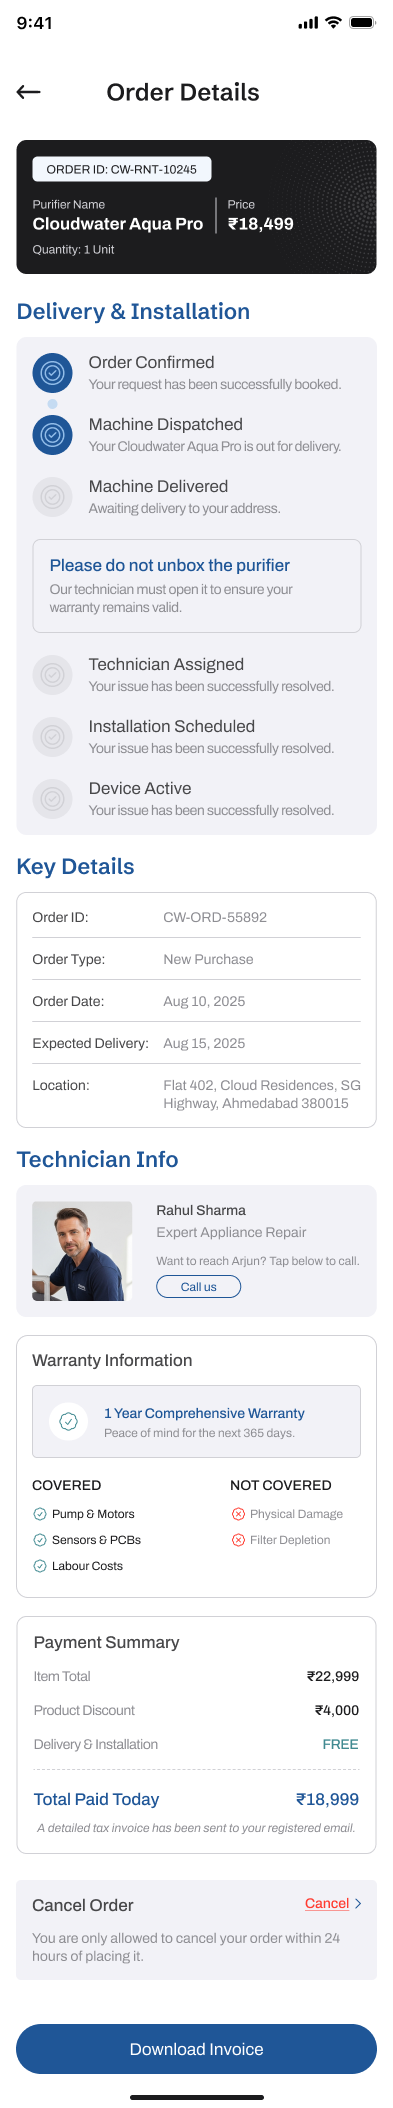 9:41
Order Details
ORDER ID: CW-RNT-10245
Purifier Name
Cloudwater Aqua Pro
Price
₹18,499
Quantity: 1 Unit
Delivery & Installation
Order Confirmed
Your request has been successfully booked.
Machine Dispatched
Your Cloudwater Aqua Pro is out for delivery.
Machine Delivered
Awaiting delivery to your address.
Please do not unbox the purifier
Our technician must open it to ensure your
warranty remains valid.
Technician Assigned
Your issue has been successfully resolved.
Installation Scheduled
Your issue has been successfully resolved.
Device Active
Your issue has been successfully resolved.
Key Details
Order ID: CW-ORD-55892
Order Type: New Purchase
Order Date: Aug 10, 2025
Expected Delivery: Aug 15, 2025
Location: Flat 402, Cloud Residences, SG
Highway, Ahmedabad 380015
Technician Info
Rahul Sharma
Expert Appliance Repair
Want to reach Arjun? Tap below to call.
Call us
Warranty Information
1 Year Comprehensive Warranty
Peace of mind for the next 365 days.
COVERED
Pump & Motors
Sensors & PCBs
Labour Costs
NOT COVERED
Physical Damage
Filter Depletion
Payment Summary
Item Total ₹22,999
Product Discount ₹4,000
Delivery & Installation FREE
Total Paid Today ₹18,999
A detailed tax invoice has been sent to your registered email.
Cancel Order
Cancel
You are only allowed to cancel your order within 24
hours of placing it.
Download Invoice